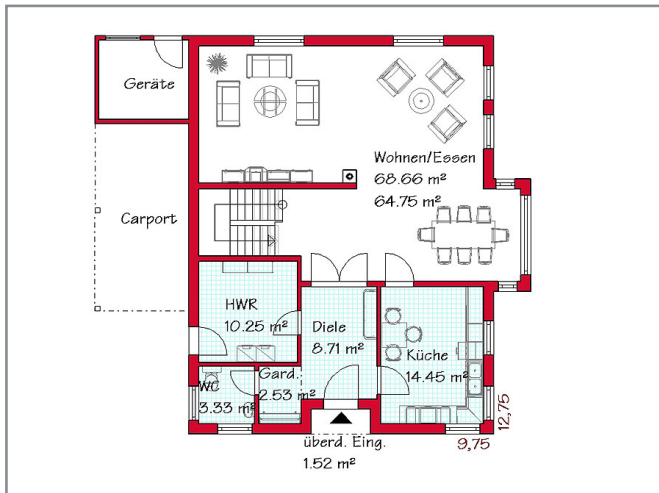 Geräte
Wohnen/Essen
68.66 m²
64.75 m²
Carport
HWR
10.25 m²
Diele
8.71 m²
Küche
14.45 m²
Gard.
2.53 m²
WC
3.33 m²
überd. Eing.
1.52 m²
9,75
12,75